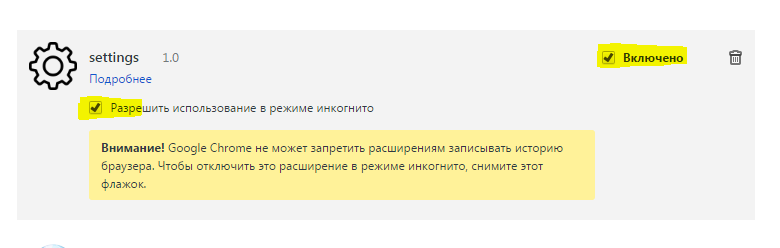 settings 1.0 Включено
Подробнее
Разрешить использование в режиме инкогнито
Внимание! Google Chrome не может запретить расширениям записывать историю
браузера. Чтобы отключить это расширение в режиме инкогнито, снимите этот
флажок.